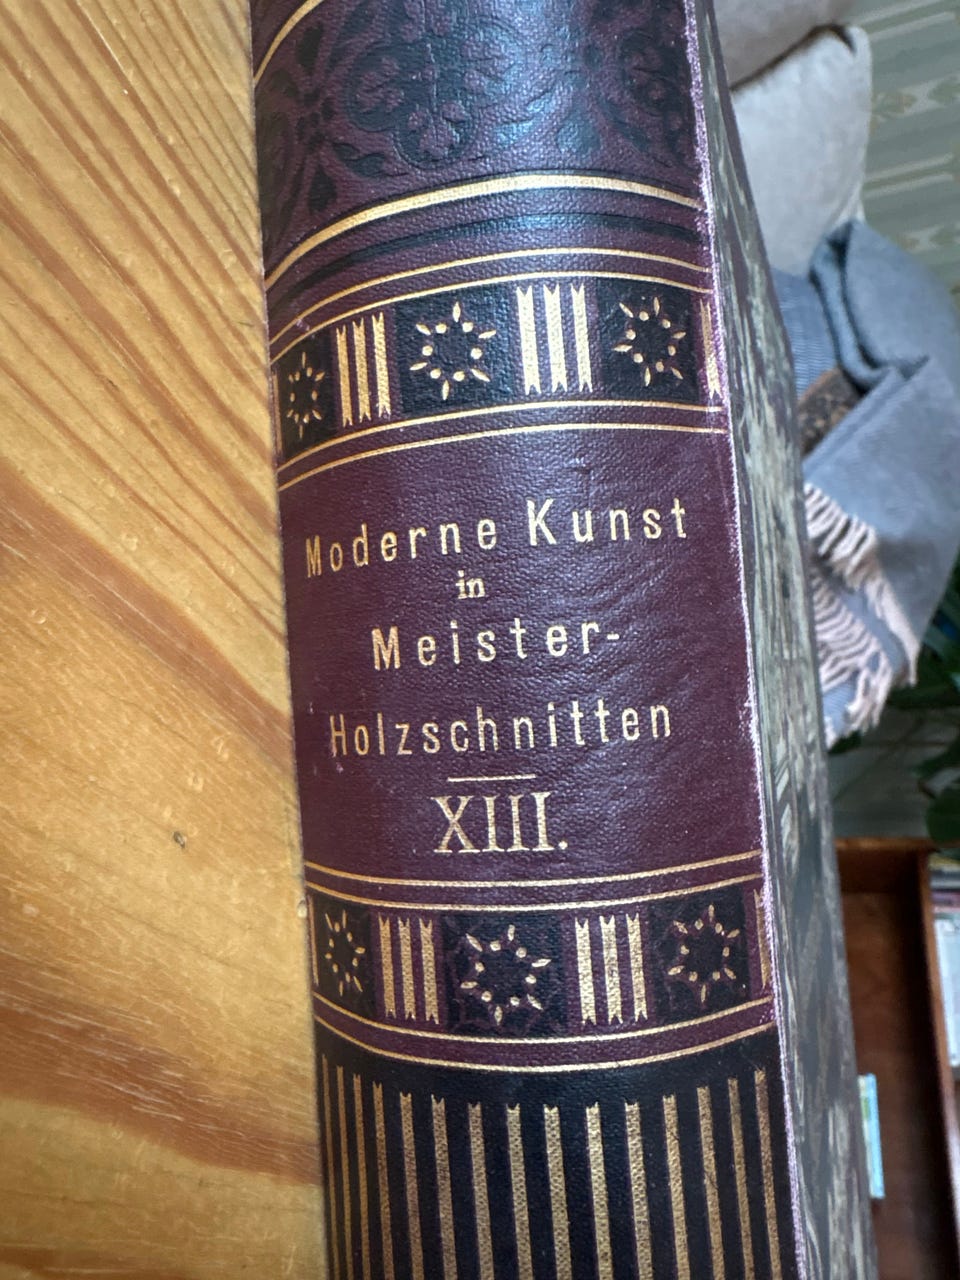 Moderne Kunst
in
Meister-
Holzschnitten
XIII.